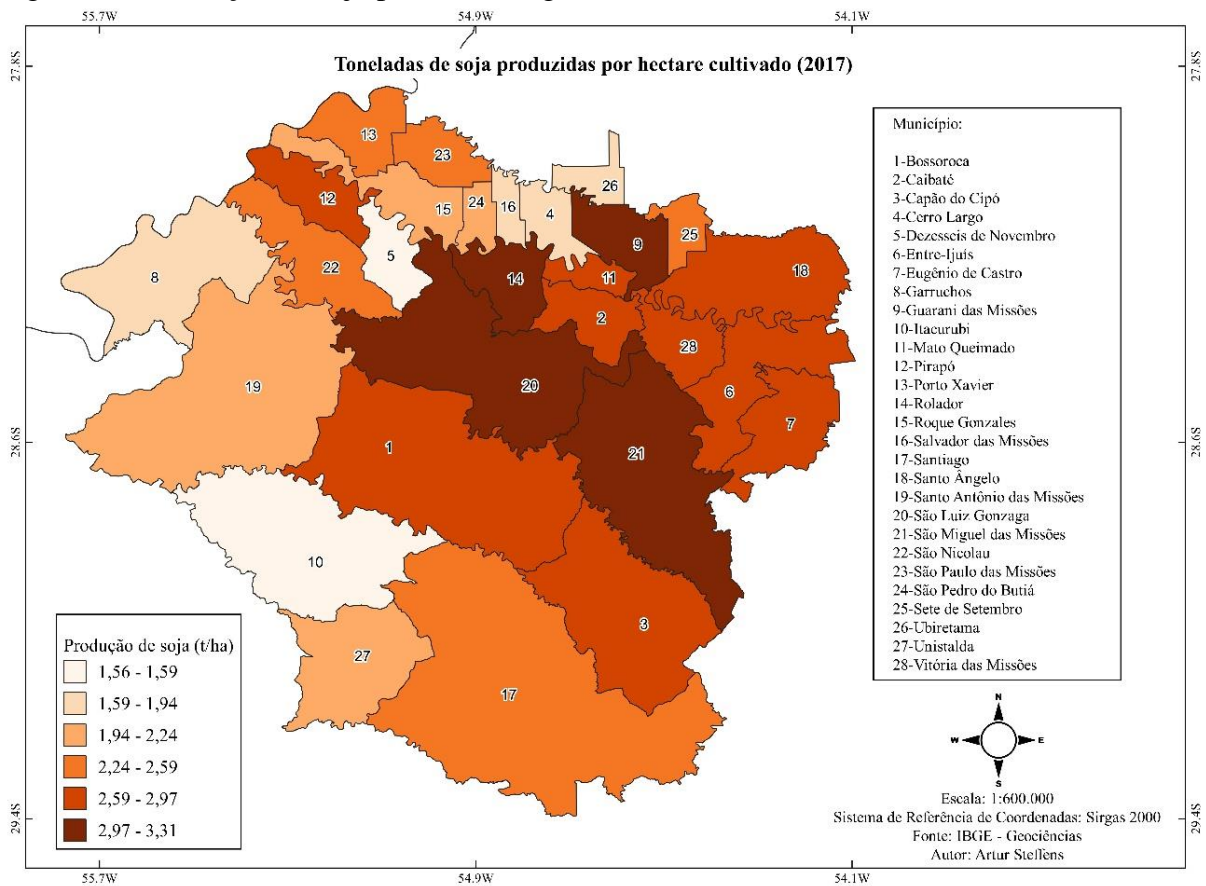 55.7W
54.9W
54.1W
27.8S
27.8S
Toneladas de soja produzidas por hectare cultivado (2017)
Município:
1-Bossoroca
2-Caibaté
3-Capão do Cipó
4-Cerro Largo
5-Dezesseis de Novembro
6-Entre-Ijuís
7-Eugênio de Castro
8-Garruchos
9-Guarani das Missões
10-Itacurubi
11-Mato Queimado
12-Pirapó
13-Porto Xavier
14-Rolador
15-Roque Gonzales
16-Salvador das Missões
17-Santiago
18-Santo Ângelo
19-Santo Antônio das Missões
20-São Luiz Gonzaga
21-São Miguel das Missões
22-São Nicolau
23-São Paulo das Missões
24-São Pedro do Butiá
25-Sete de Setembro
26-Ubiretama
27-Unistalda
28-Vitória das Missões
13
23
26
12
15
24
16
4
9
25
5
8
22
14
11
18
2
28
19
20
6
7
1
21
28.6S
28.6S
10
3
27
17
Produção de soja (t/ha)
1,56 - 1,59
1,59 - 1,94
1,94 - 2,24
2,24 - 2,59
2,59 - 2,97
2,97 - 3,31
N
W
E
S
Escala: 1:600.000
Sistema de Referência de Coordenadas: Sirgas 2000
Fonte: IBGE - Geociências
Autor: Artur Steffens
29.4S
29.4S
55.7W
54.9W
54.1W